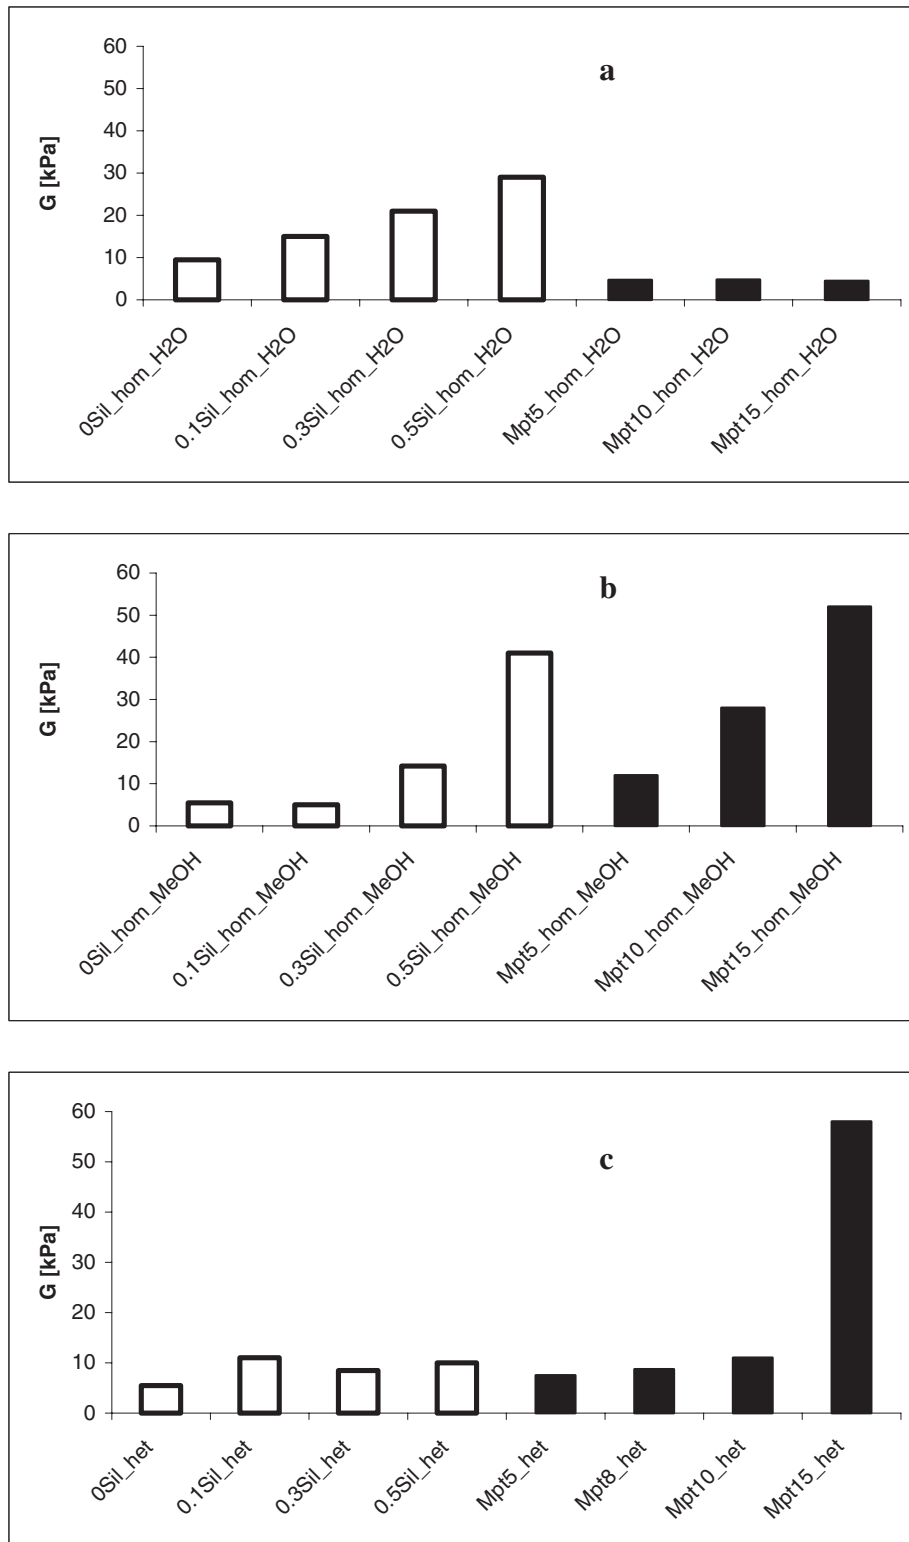 a
G [kPa]
60
50
40
30
20
10
0
0Sil_hom_H2O
0.1Sil_hom_H2O
0.3Sil_hom_H2O
0.5Sil_hom_H2O
Mpt5_hom_H2O
Mpt10_hom_H2O
Mpt15_hom_H2O
b
G [kPa]
60
50
40
30
20
10
0
0Sil_hom_MeOH
0.1Sil_hom_MeOH
0.3Sil_hom_MeOH
0.5Sil_hom_MeOH
Mpt5_hom_MeOH
Mpt10_hom_MeOH
Mpt15_hom_MeOH
c
G [kPa]
60
50
40
30
20
10
0
0Sil_het
0.1Sil_het
0.3Sil_het
0.5Sil_het
Mpt5_het
Mpt8_het
Mpt10_het
Mpt15_het